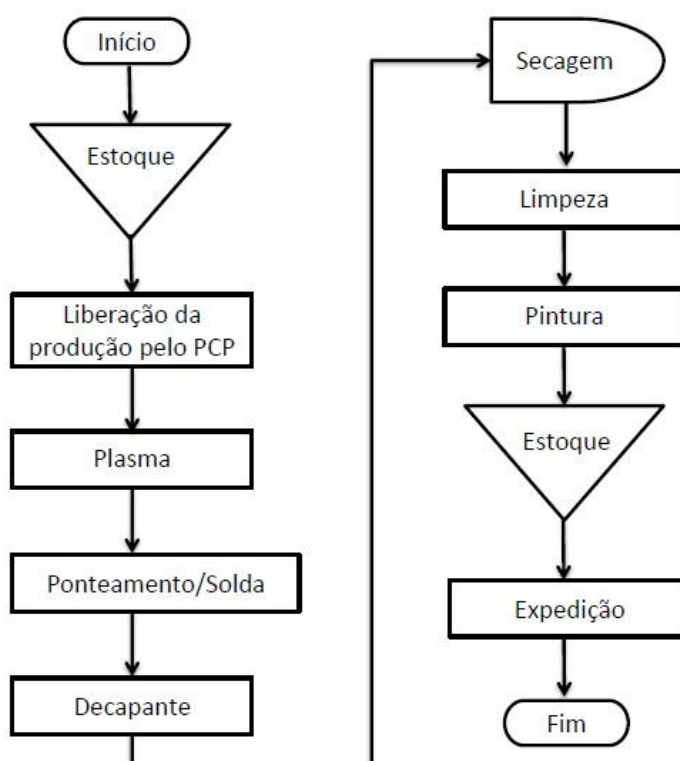 Início
Estoque
Liberação da
produção pelo PCP
Plasma
Ponteamento/Solda
Decapante
Secagem
Limpeza
Pintura
Estoque
Expedição
Fim